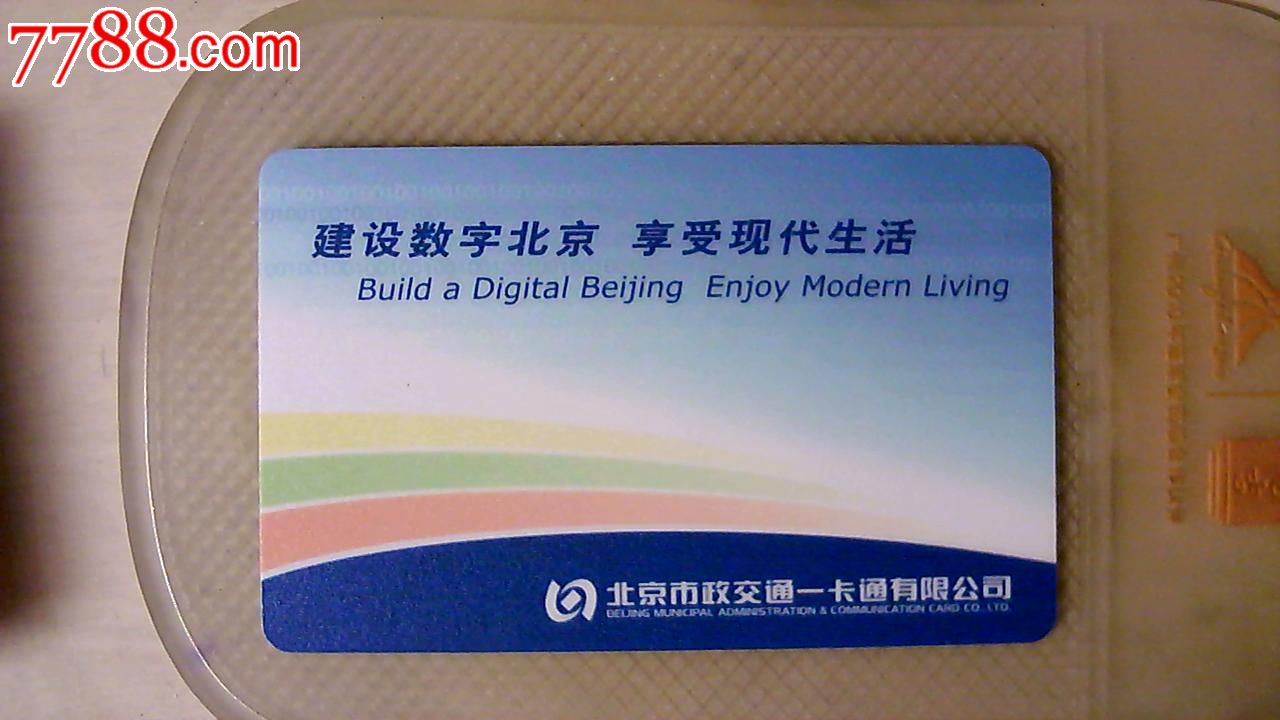 7788.com
建设数字北京 享受现代生活
Build a Digital Beijing Enjoy Modern Living
北京市政交通一卡通有限公司
BEIJING MUNICIPAL ADMINISTRATION & COMMUNICATION CARD CO. LTD.